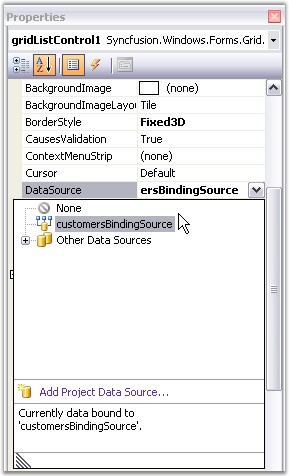 Properties
gridListControl1 Syncfusion.Windows.Forms.Grid.
BackgroundImage (none)
BackgroundImageLayou Tile
BorderStyle Fixed3D
CausesValidation True
ContextMenuStrip (none)
Cursor Default
DataSource ersBindingSource
None
customersBindingSource
Other Data Sources
Add Project Data Source...
Currently data bound to
'customersBindingSource'.